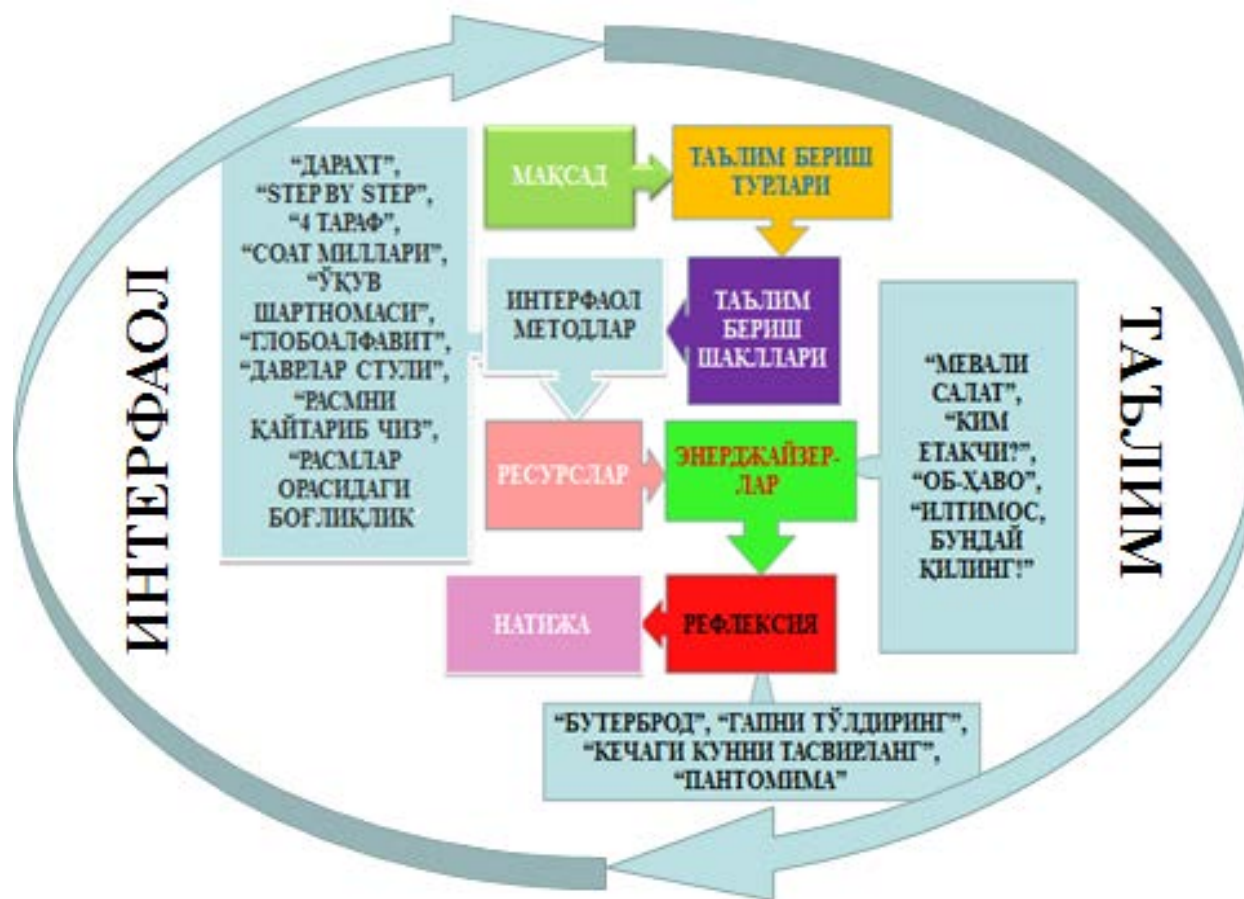 ИНТЕРФАОЛ
ТАЪЛИМ
“ДАРАХТ”,
“STEP BY STEP”,
“4 ТАРАФ”,
“СОАТ МИЛЛАРИ”,
“ЎҚУВ
ШАРТНОМАСИ”,
“ГЛОБОАЛФАВИТ”,
“ДАВРЛАР СТУЛИ”,
“РАСМНИ
ҚАЙТАРИБ ЧИЗ”,
“РАСМЛАР
ОРАСИДАГИ
БОҒЛИҚЛИК
МАҚСАД
ТАЪЛИМ БЕРИШ
ТУРЛАРИ
ТАЪЛИМ
БЕРИШ
ШАКЛЛАРИ
ИНТЕРФАОЛ
МЕТОДЛАР
РЕСУРСЛАР
ЭНЕРДЖАЙЗЕР-
ЛАР
“МЕВАЛИ
САЛАТ”,
“КИМ
ЕТАКЧИ?”,
“ОБ-ҲАВО”,
“ИЛТИМОС,
БУНДАЙ
ҚИЛИНГ!”
РЕФЛЕКСИЯ
НАТИЖА
“БУТЕРБРОД”, “ГАПНИ ТЎЛДИРИНГ”,
“КЕЧАГИ КУННИ ТАСВИРЛАНГ”,
“ПАНТОМИМА”